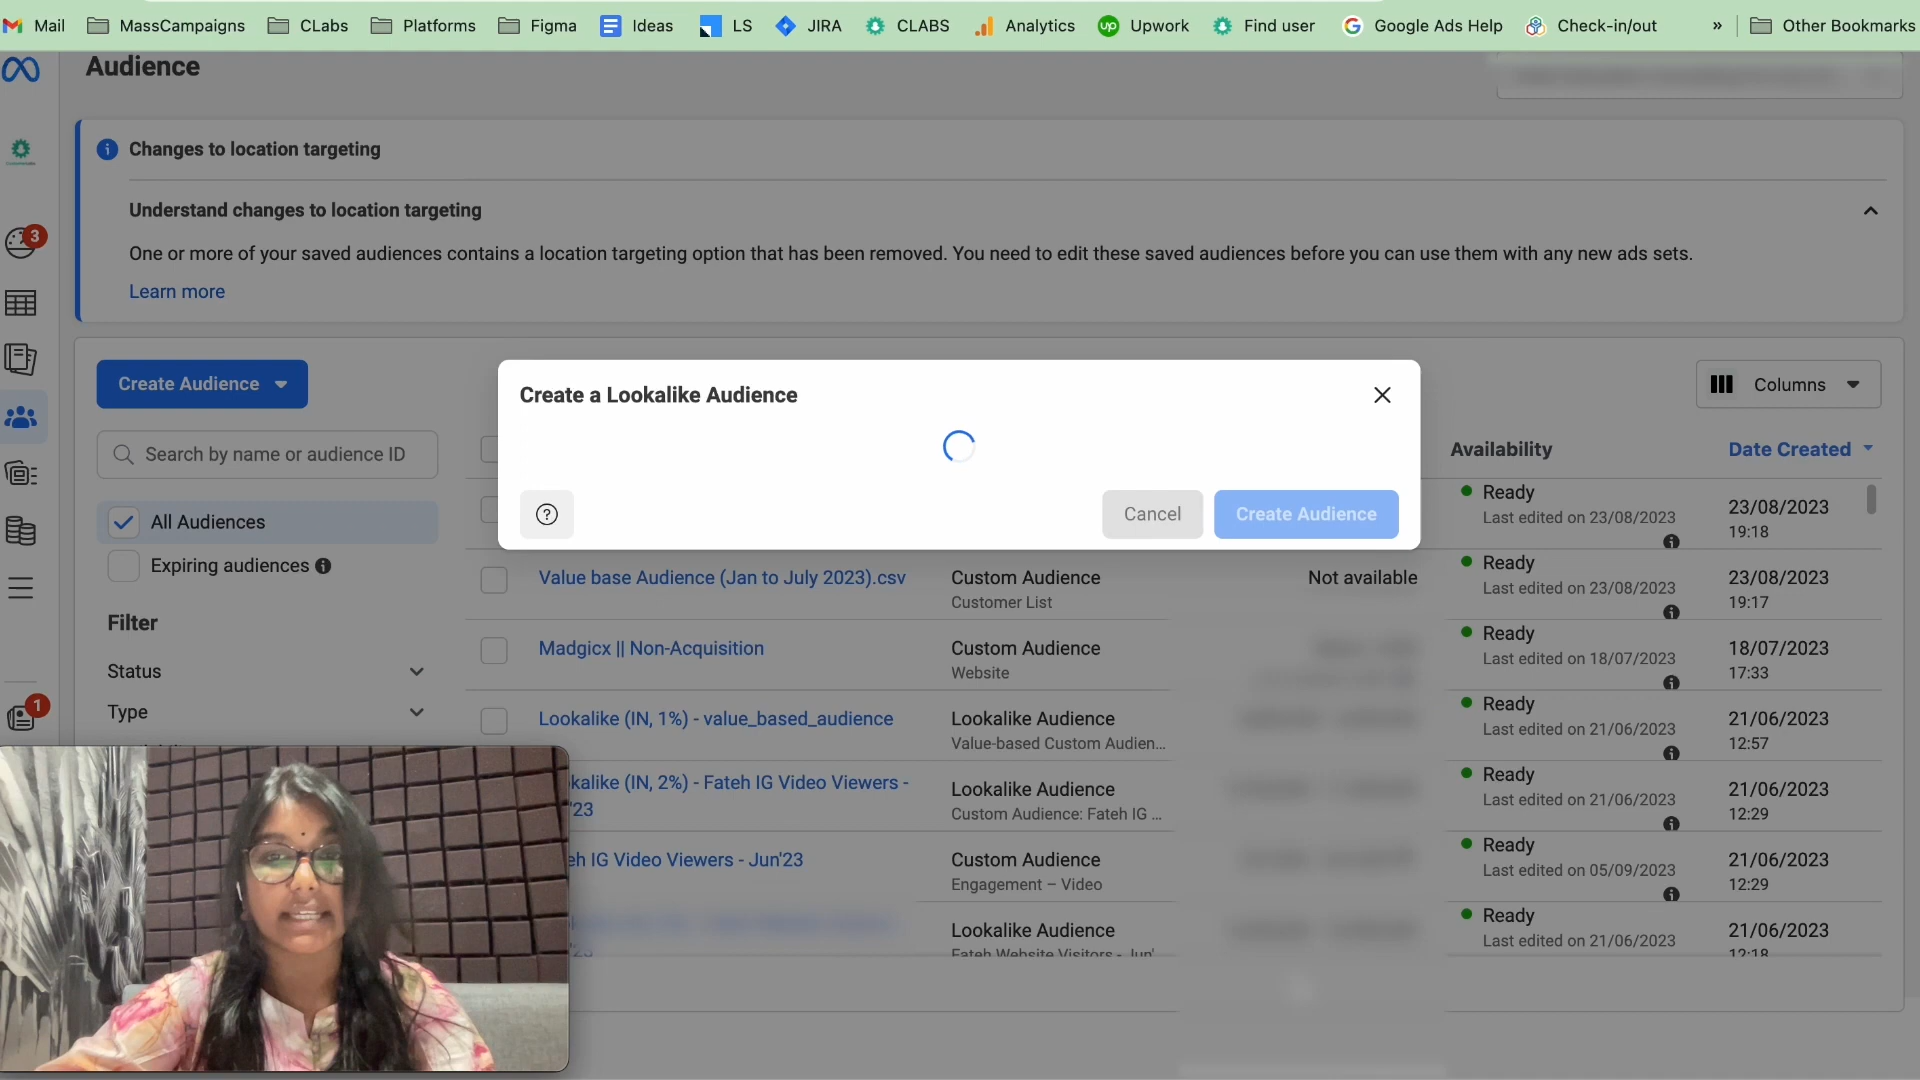 Mail MassCampaigns CLabs Platforms Figma Ideas LS JIRA CLABS Analytics Upwork Find user Google Ads Help Check-in/out » Other Bookmarks
Audience
Changes to location targeting
Understand changes to location targeting
One or more of your saved audiences contains a location targeting option that has been removed. You need to edit these saved audiences before you can use them with any new ads sets.
Learn more
3
1
Create Audience
Columns
Create a Lookalike Audience
Cancel Create Audience
Search by name or audience ID
All Audiences
Expiring audiences
Filter
Status
Type
Availability Date Created
Ready
Last edited on 23/08/2023
23/08/2023
19:18
Value base Audience (Jan to July 2023).csv
Custom Audience
Customer List
Not available
Ready
Last edited on 23/08/2023
23/08/2023
19:17
Madgicx || Non-Acquisition
Custom Audience
Website
Ready
Last edited on 18/07/2023
18/07/2023
17:33
Lookalike (IN, 1%) - value_based_audience
Lookalike Audience
Value-based Custom Audien...
Ready
Last edited on 21/06/2023
21/06/2023
12:57
kalike (IN, 2%) - Fateh IG Video Viewers -
'23
Lookalike Audience
Custom Audience: Fateh IG ...
Ready
Last edited on 21/06/2023
21/06/2023
12:29
eh IG Video Viewers - Jun'23
Custom Audience
Engagement – Video
Ready
Last edited on 05/09/2023
21/06/2023
12:29
Lookalike Audience
Fateh Website Visitors - Jun'
Ready
Last edited on 21/06/2023
21/06/2023
12:18